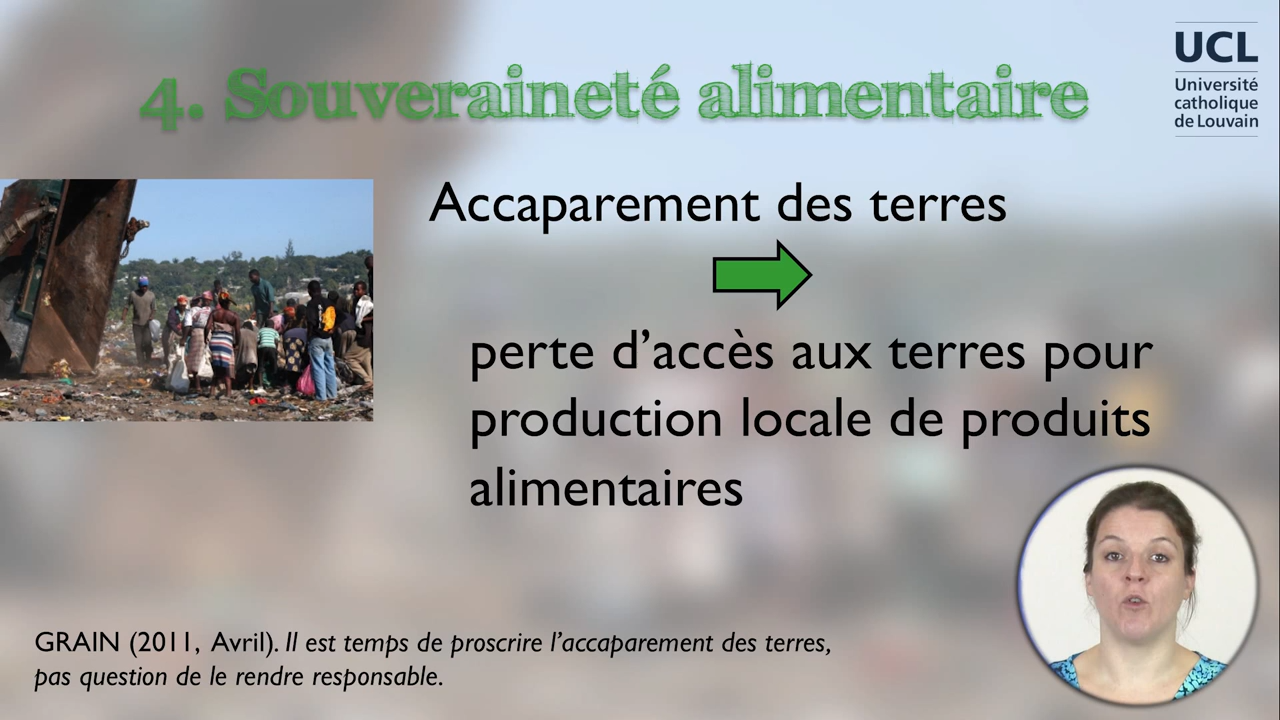 4. Souveraineté alimentaire
UCL
Université
catholique
de Louvain
Accaparement des terres
perte d’accès aux terres pour
production locale de produits
alimentaires
GRAIN (2011, Avril). Il est temps de proscrire l’accaparement des terres,
pas question de le rendre responsable.